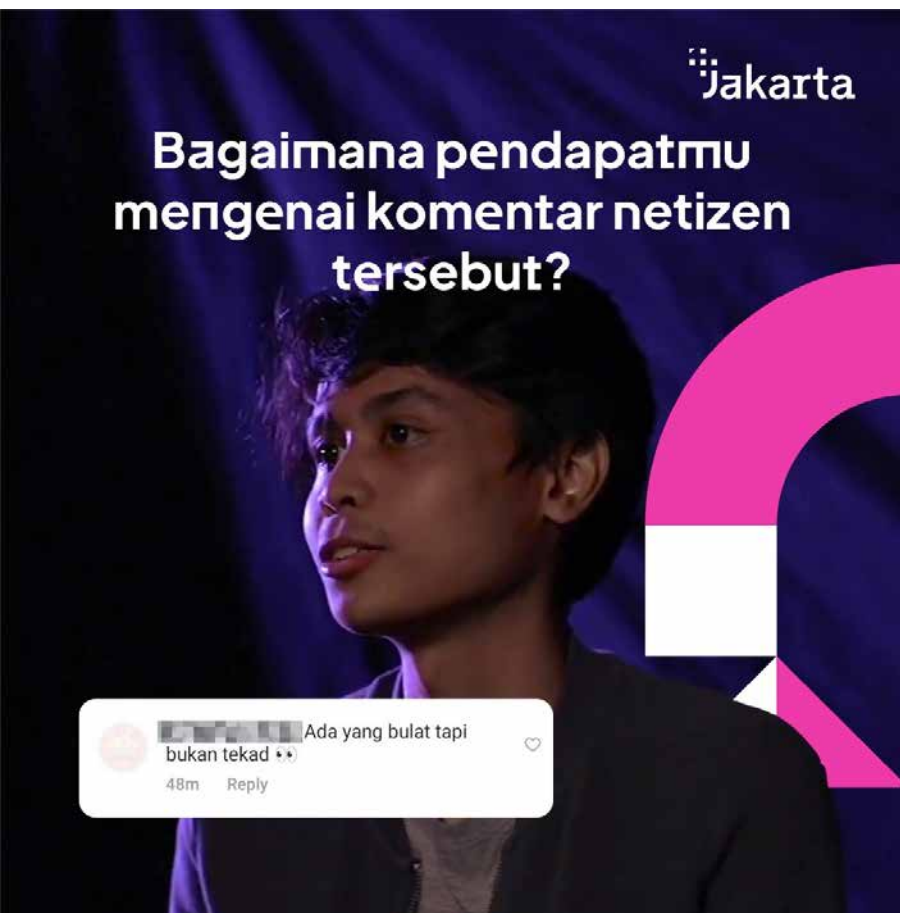 Jakarta
Bagaimana pendapatmu
mengenai komentar netizen
tersebut?
Ada yang bulat tapi
bukan tekad 👀
48m Reply